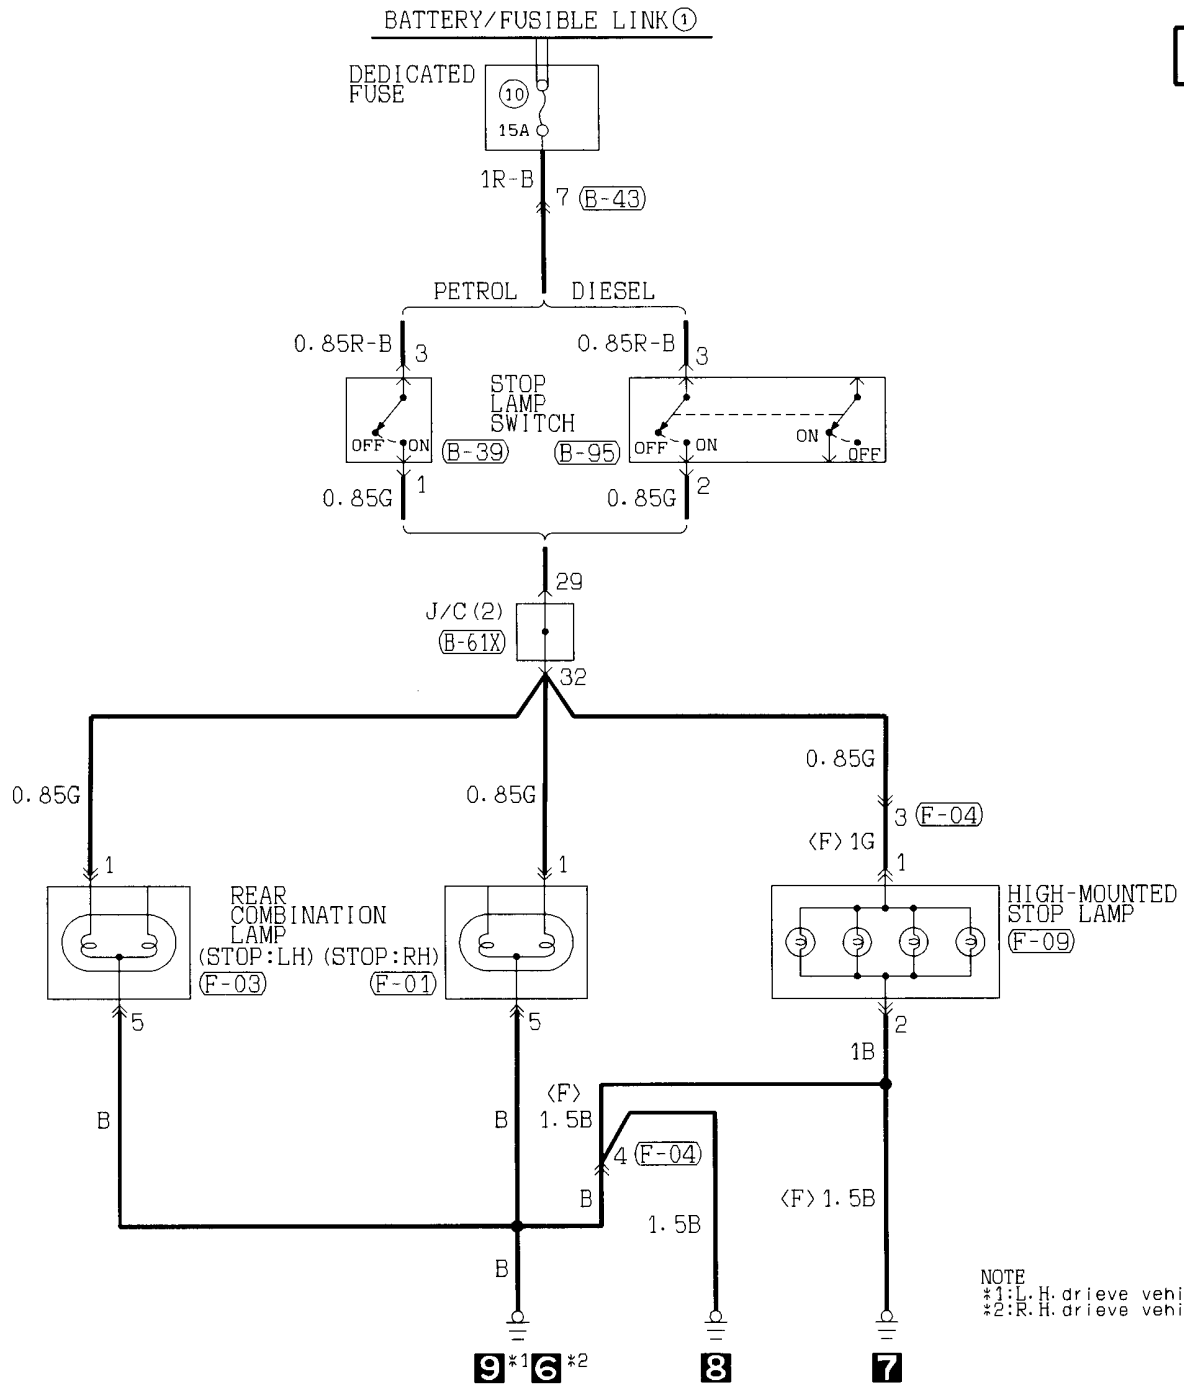 BATTERY/FUSIBLE LINK ①
DEDICATED
FUSE
⑩
15A
1R-B
7 (B-43)
PETROL DIESEL
0.85R-B 3
0.85R-B 3
STOP
LAMP
SWITCH
OFF ON
(B-39)
(B-95)
OFF ON
ON OFF
1
0.85G
2
0.85G
29
J/C(2)
(B-61X)
32
0.85G
0.85G
0.85G
3 (F-04)
<F>1G
1
1
1
REAR
COMBINATION
LAMP
(STOP:LH) (STOP:RH)
(F-03) (F-01)
HIGH-MOUNTED
STOP LAMP
(F-09)
5
5
2
1B
B
B
<F>
1.5B
4 (F-04)
B
1.5B
<F>1.5B
B
NOTE
*1:L.H.drieve vehi
*2:R.H.drieve vehi
9 *1 6 *2
8
7